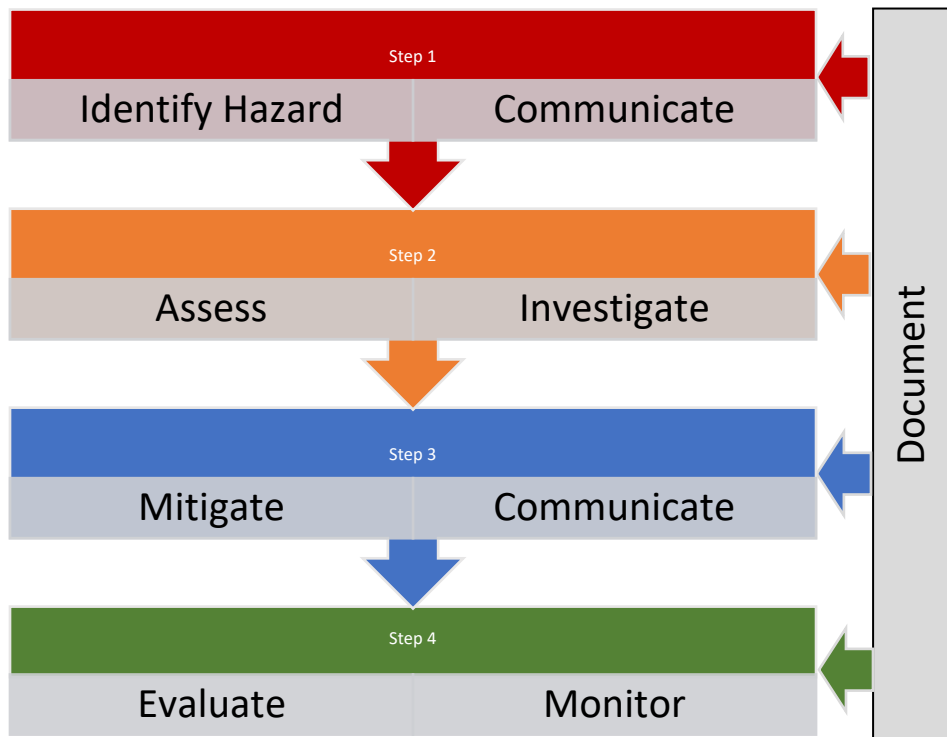 Step 1
Identify Hazard
Communicate
Step 2
Assess
Investigate
Step 3
Mitigate
Communicate
Step 4
Evaluate
Monitor
Document